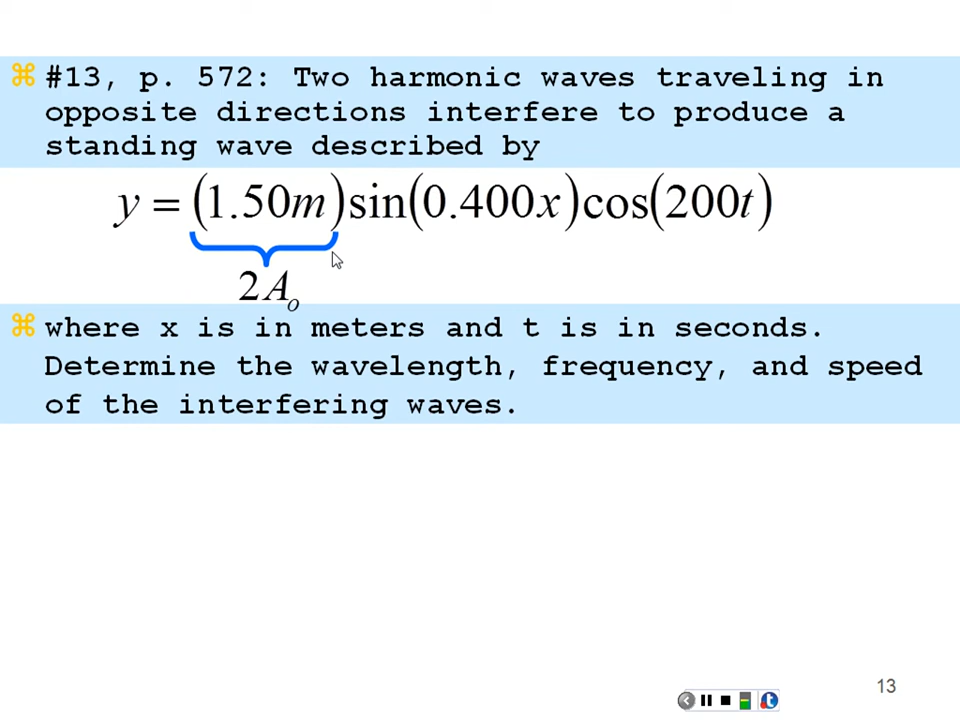 #13, p. 572: Two harmonic waves traveling in
opposite directions interfere to produce a
standing wave described by
y = (1.50m)sin(0.400x)cos(200t)
2A₀
where x is in meters and t is in seconds.
Determine the wavelength, frequency, and speed
of the interfering waves.
13